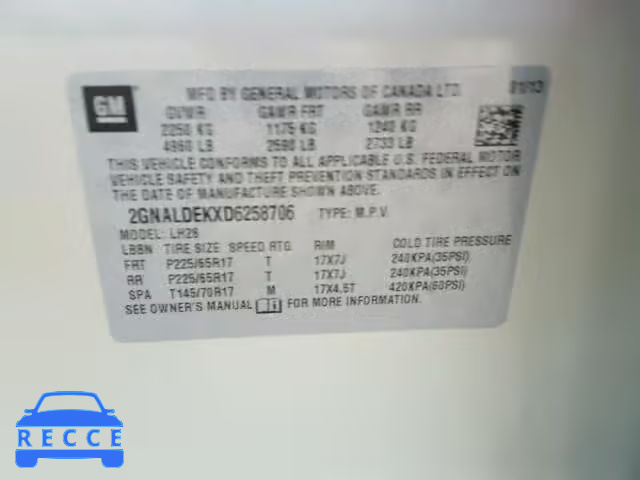 GM
MFD BY GENERAL MOTORS OF CANADA LTD
01/13
GVWR GAWR FRT GAWR RR
2250 KG 1175 KG 1240 KG
4960 LB 2590 LB 2733 LB
THIS VEHICLE CONFORMS TO ALL APPLICABLE U.S. FEDERAL MOTOR
VEHICLE SAFETY AND THEFT PREVENTION STANDARDS IN EFFECT ON
THE DATE OF MANUFACTURE SHOWN ABOVE.
2GNALDEKXD6258706 TYPE: M.P.V.
MODEL: LH26
LBBN TIRE SIZE SPEED RTG RIM COLD TIRE PRESSURE
FRT P225/65R17 T 17X7J 240KPA(35PSI)
RR P225/65R17 T 17X7J 240KPA(35PSI)
SPA T145/70R17 M 17X4.5T 420KPA(60PSI)
SEE OWNER'S MANUAL FOR MORE INFORMATION.
RECCE